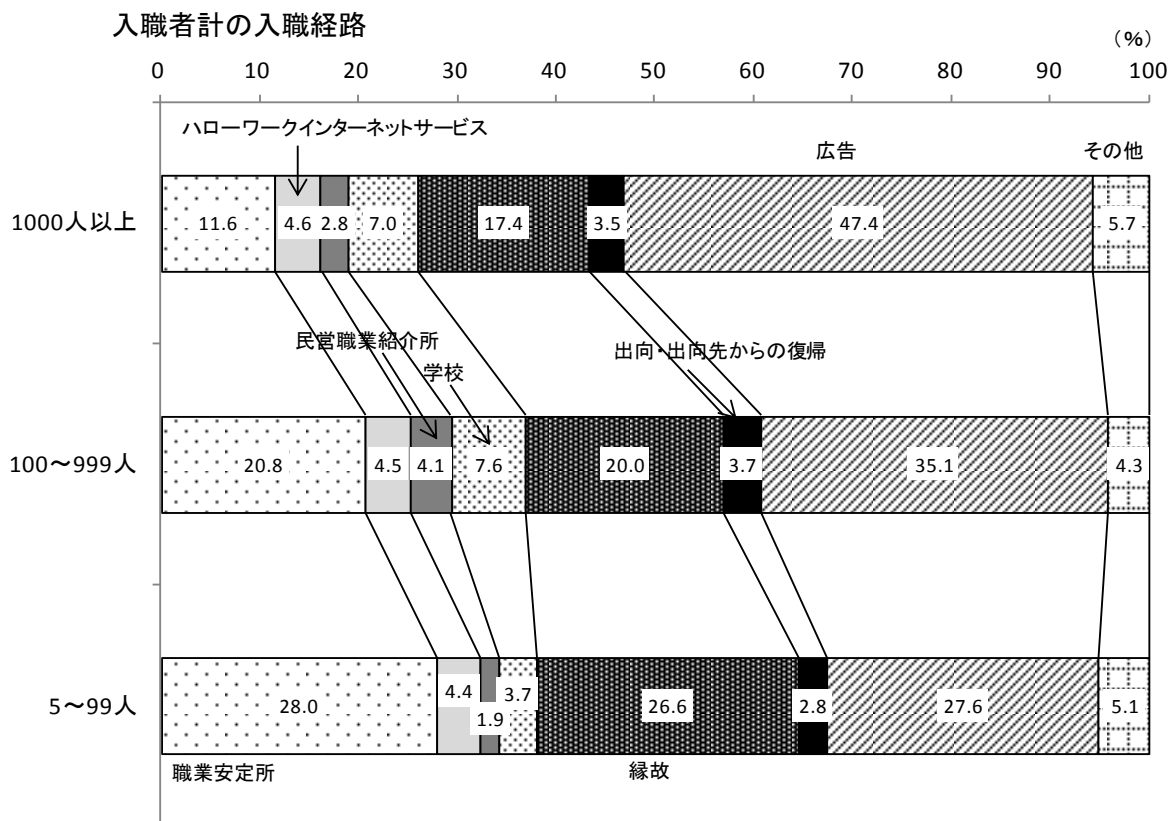 入職者計の入職経路
（%）
0 10 20 30 40 50 60 70 80 90 100
ハローワークインターネットサービス
広告 その他
1000人以上 11.6 4.6 2.8 7.0 17.4 3.5 47.4 5.7
民営職業紹介所 出向・出向先からの復帰
学校
100～999人 20.8 4.5 4.1 7.6 20.0 3.7 35.1 4.3
5～99人 28.0 4.4 1.9 3.7 26.6 2.8 27.6 5.1
職業安定所 縁故